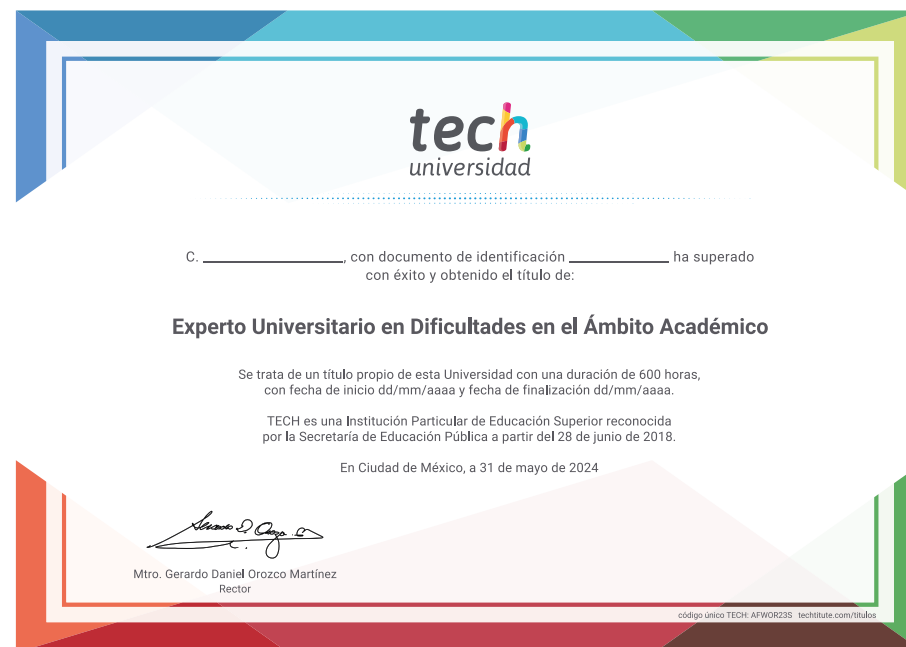 tech
universidad
C. ____________________, con documento de identificación ______________ ha superado
con éxito y obtenido el título de:
Experto Universitario en Dificultades en el Ámbito Académico
Se trata de un título propio de esta Universidad con una duración de 600 horas,
con fecha de inicio dd/mm/aaaa y fecha de finalización dd/mm/aaaa.
TECH es una Institución Particular de Educación Superior reconocida
por la Secretaría de Educación Pública a partir del 28 de junio de 2018.
En Ciudad de México, a 31 de mayo de 2024
Mtro. Gerardo Daniel Orozco Martínez
Rector
código único TECH: AFWOR23S techtitute.com/titulos